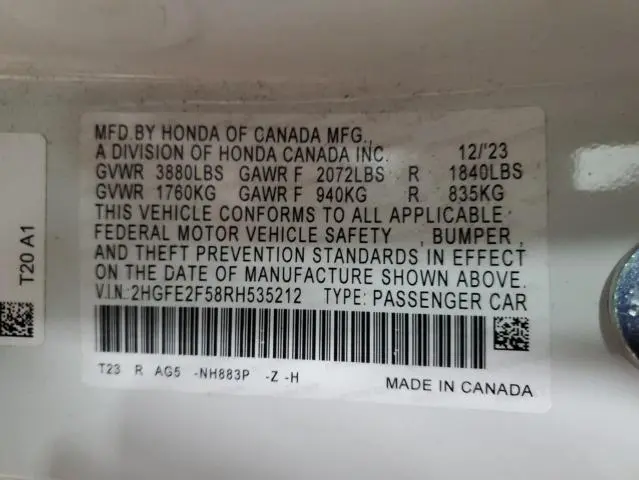 MFD.BY HONDA OF CANADA MFG.,
A DIVISION OF HONDA CANADA INC. 12/'23
GVWR 3880LBS GAWR F 2072LBS R 1840LBS
GVWR 1760KG GAWR F 940KG R 835KG
THIS VEHICLE CONFORMS TO ALL APPLICABLE
FEDERAL MOTOR VEHICLE SAFETY , BUMPER ,
AND THEFT PREVENTION STANDARDS IN EFFECT
ON THE DATE OF MANUFACTURE SHOWN ABOVE.
V.I.N.:2HGFE2F58RH535212 TYPE: PASSENGER CAR
T23 R AG5 -NH883P -Z -H
MADE IN CANADA
T20 A1